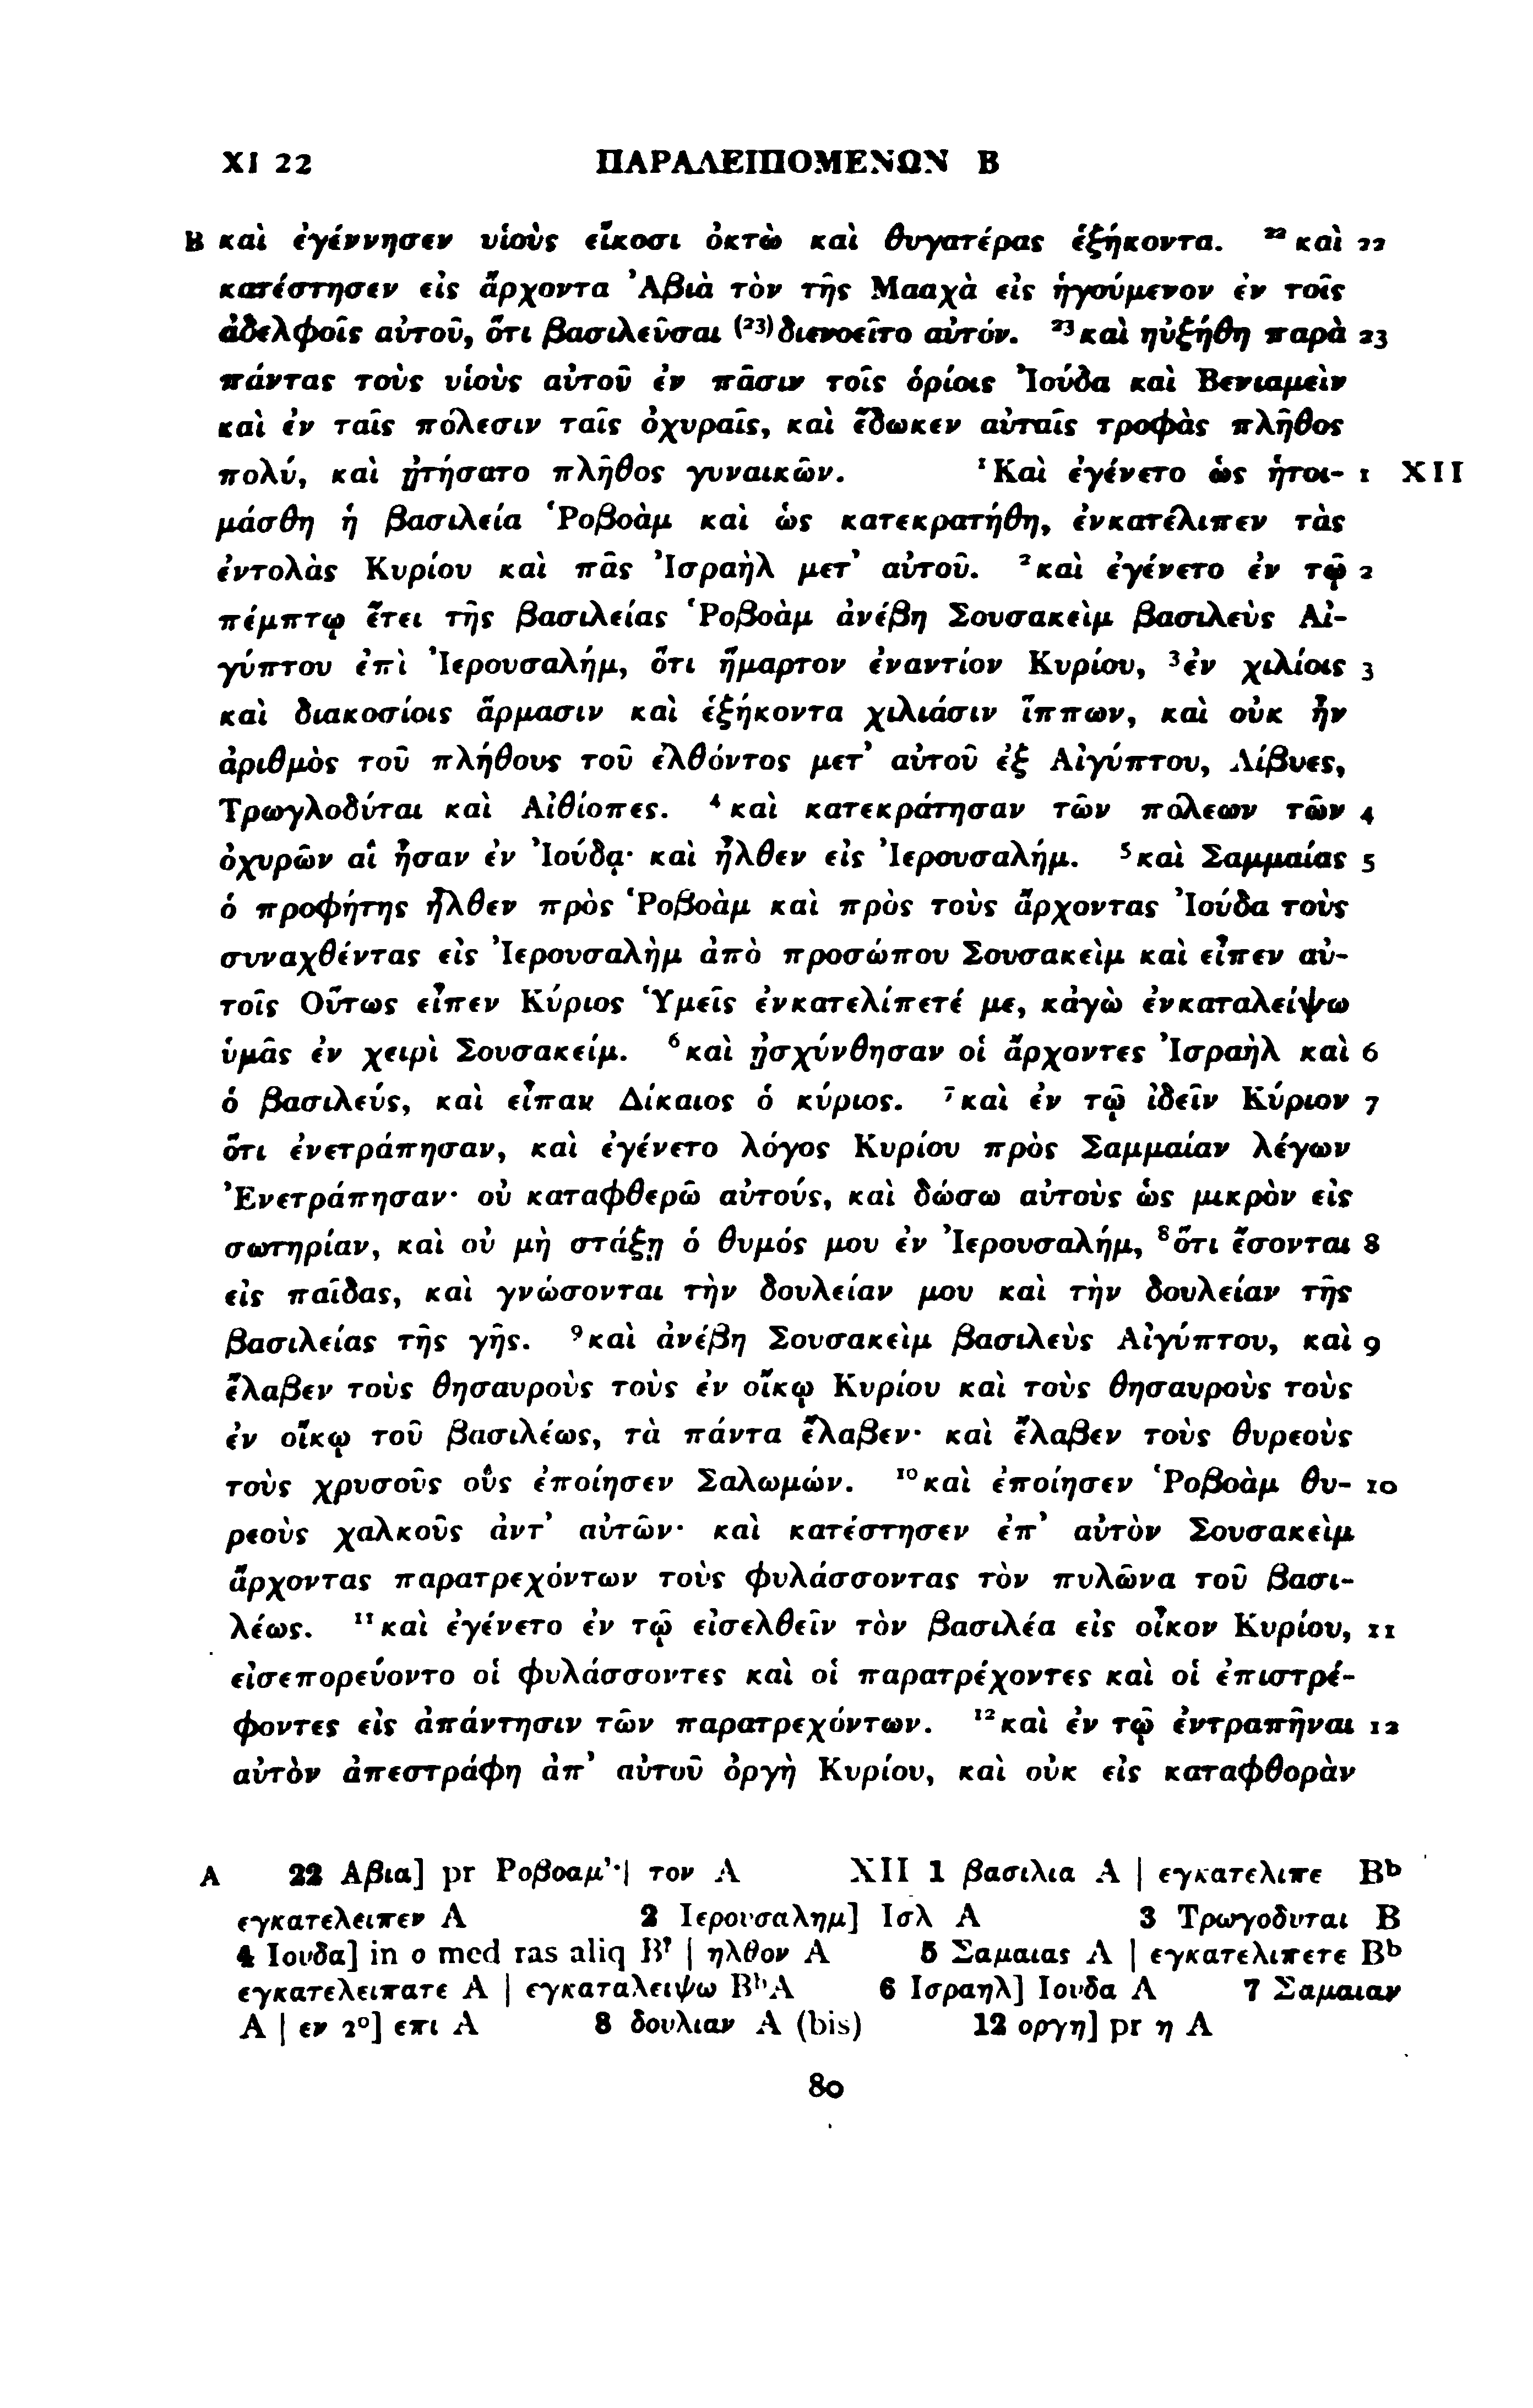 XI 22 ΠΑΡΑΛΕΙΠΟΜΕΝΩΝ Β
B καὶ ἐγέννησεν υἱοὺς εἴκοσι ὀκτὼ καὶ θυγατέρας ἑξήκοντα. ²²καὶ 22
κατέστησεν εἰς ἄρχοντα Ἀβιὰ τὸν τῆς Μααχὰ εἰς ἡγούμενον ἐν τοῖς
ἀδελφοῖς αὐτοῦ, ὅτι βασιλεῦσαι ⁽²³⁾διενοεῖτο αὐτόν. ²³καὶ ηὐξήθη παρὰ 23
πάντας τοὺς υἱοὺς αὐτοῦ ἐν πᾶσιν τοῖς ὁρίοις Ἰούδα καὶ Βενιαμεὶν
καὶ ἐν ταῖς πόλεσιν ταῖς ὀχυραῖς, καὶ ἔδωκεν αὐταῖς τροφὰς πλῆθος
πολύ, καὶ ᾐτήσατο πλῆθος γυναικῶν. ¹Καὶ ἐγένετο ὡς ἡτοι- 1 XII
μάσθη ἡ βασιλεία Ῥοβοὰμ καὶ ὡς κατεκρατήθη, ἐνκατέλιπεν τὰς
ἐντολὰς Κυρίου καὶ πᾶς Ἰσραὴλ μετ᾽ αὐτοῦ. ²καὶ ἐγένετο ἐν τῷ 2
πέμπτῳ ἔτει τῆς βασιλείας Ῥοβοὰμ ἀνέβη Σουσακεὶμ βασιλεὺς Αἰ-
γύπτου ἐπὶ Ἰερουσαλήμ, ὅτι ἥμαρτον ἐναντίον Κυρίου, ³ἐν χιλίοις 3
καὶ διακοσίοις ἅρμασιν καὶ ἑξήκοντα χιλιάσιν ἵππων, καὶ οὐκ ἦν
ἀριθμὸς τοῦ πλήθους τοῦ ἐλθόντος μετ᾽ αὐτοῦ ἐξ Αἰγύπτου, Λίβυες,
Τρωγλοδύται καὶ Αἰθίοπες. ⁴καὶ κατεκράτησαν τῶν πόλεων τῶν 4
ὀχυρῶν αἳ ἦσαν ἐν Ἰούδᾳ· καὶ ἦλθεν εἰς Ἰερουσαλήμ. ⁵καὶ Σαμμαίας 5
ὁ προφήτης ἦλθεν πρὸς Ῥοβοὰμ καὶ πρὸς τοὺς ἄρχοντας Ἰούδα τοὺς
συναχθέντας εἰς Ἰερουσαλὴμ ἀπὸ προσώπου Σουσακεὶμ καὶ εἶπεν αὐ-
τοῖς Οὕτως εἶπεν Κύριος Ὑμεῖς ἐνκατελίπετέ με, κἀγὼ ἐνκαταλείψω
ὑμᾶς ἐν χειρὶ Σουσακείμ. ⁶καὶ ᾐσχύνθησαν οἱ ἄρχοντες Ἰσραὴλ καὶ 6
ὁ βασιλεύς, καὶ εἶπαν Δίκαιος ὁ κύριος. ⁷καὶ ἐν τῷ ἰδεῖν Κύριον 7
ὅτι ἐνετράπησαν, καὶ ἐγένετο λόγος Κυρίου πρὸς Σαμμαίαν λέγων
Ἐνετράπησαν· οὐ καταφθερῶ αὐτούς, καὶ δώσω αὐτοὺς ὡς μικρὸν εἰς
σωτηρίαν, καὶ οὐ μὴ στάξῃ ὁ θυμός μου ἐν Ἰερουσαλήμ, ⁸ὅτι ἔσονται 8
εἰς παῖδας, καὶ γνώσονται τὴν δουλείαν μου καὶ τὴν δουλείαν τῆς
βασιλείας τῆς γῆς. ⁹καὶ ἀνέβη Σουσακεὶμ βασιλεὺς Αἰγύπτου, καὶ 9
ἔλαβεν τοὺς θησαυροὺς τοὺς ἐν οἴκῳ Κυρίου καὶ τοὺς θησαυροὺς τοὺς
ἐν οἴκῳ τοῦ βασιλέως, τὰ πάντα ἔλαβεν· καὶ ἔλαβεν τοὺς θυρεοὺς
τοὺς χρυσοῦς οὓς ἐποίησεν Σαλωμών. ¹⁰καὶ ἐποίησεν Ῥοβοὰμ θυ- 10
ρεοὺς χαλκοῦς ἀντ᾽ αὐτῶν· καὶ κατέστησεν ἐπ᾽ αὐτὸν Σουσακεὶμ
ἄρχοντας παρατρεχόντων τοὺς φυλάσσοντας τὸν πυλῶνα τοῦ βασι-
λέως. ¹¹καὶ ἐγένετο ἐν τῷ εἰσελθεῖν τὸν βασιλέα εἰς οἶκον Κυρίου, 11
εἰσεπορεύοντο οἱ φυλάσσοντες καὶ οἱ παρατρέχοντες καὶ οἱ ἐπιστρέ-
φοντες εἰς ἀπάντησιν τῶν παρατρεχόντων. ¹²καὶ ἐν τῷ ἐντραπῆναι 12
αὐτὸν ἀπεστράφη ἀπ᾽ αὐτοῦ ὀργὴ Κυρίου, καὶ οὐκ εἰς καταφθορὰν
A 22 Αβια] pr Ροβοαμ᾽·| τον A XII 1 βασιλια A | εγκατελιπε Bᵇ
εγκατελειπεν A 2 Ιερουσαλημ] Ισλ A 3 Τρωγοδυται B
4 Ιουδα] in ο med ras aliq B? | ηλθον A 5 Σαμαιας A | εγκατελιπετε Bᵇ
εγκατελειπατε A | εγκαταλειψω BᵇA 6 Ισραηλ] Ιουδα A 7 Σαμαιαν
A | εν 2°] επι A 8 δουλιαν A (bis) 12 οργη] pr η A
80